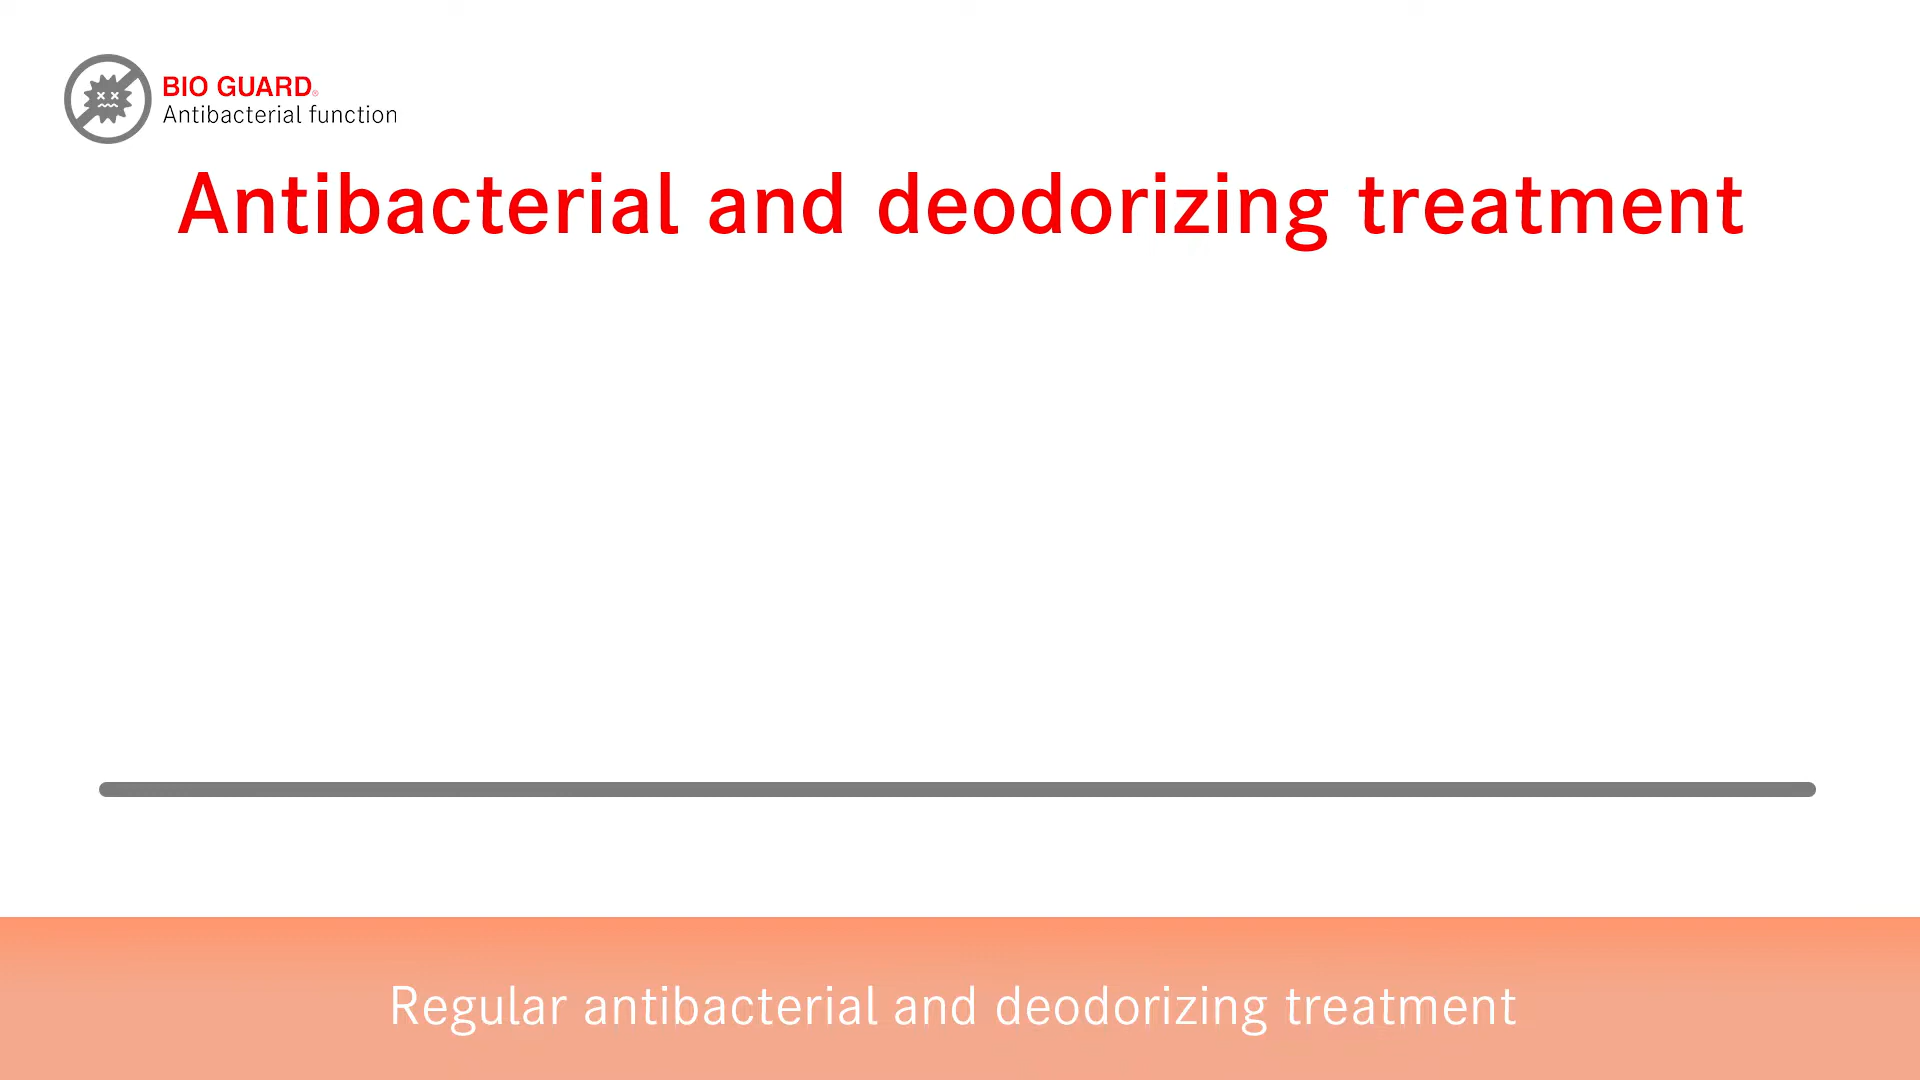 BIO GUARD®
Antibacterial function
Antibacterial and deodorizing treatment
Regular antibacterial and deodorizing treatment